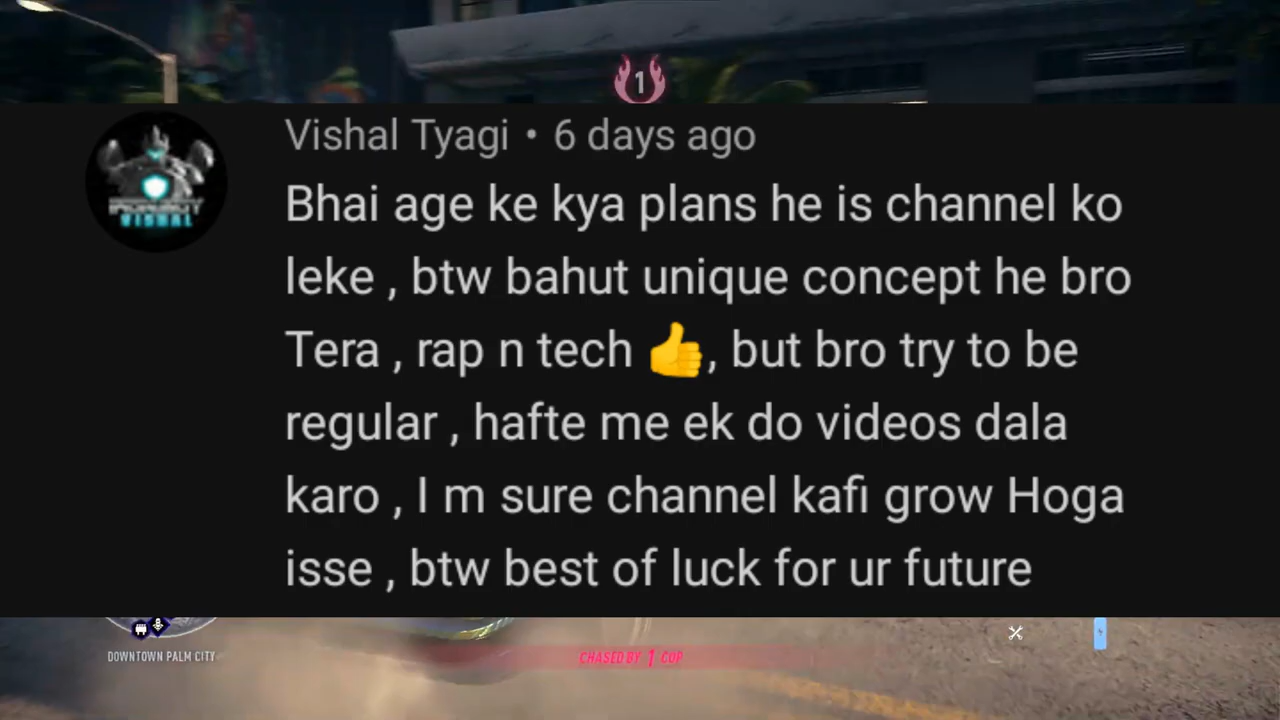 1
Vishal Tyagi • 6 days ago
Bhai age ke kya plans he is channel ko
leke , btw bahut unique concept he bro
Tera , rap n tech 👍, but bro try to be
regular , hafte me ek do videos dala
karo , I m sure channel kafi grow Hoga
isse , btw best of luck for ur future
VISHAL
DOWNTOWN PALM CITY
CHASED BY 1 COP